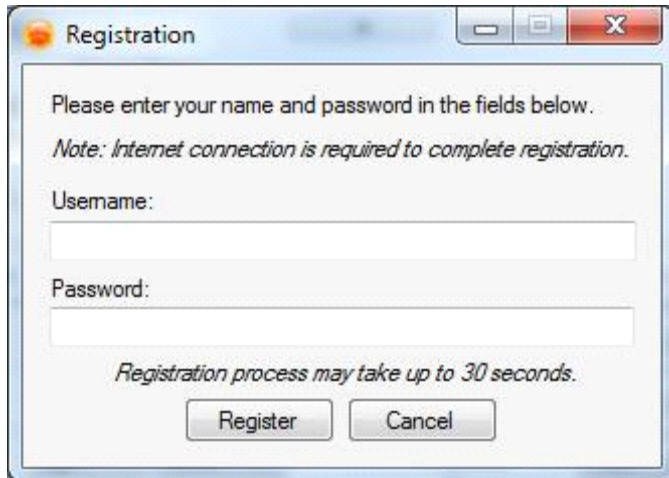 Registration
Please enter your name and password in the fields below.
Note: Internet connection is required to complete registration.
Username:
Password:
Registration process may take up to 30 seconds.
Register Cancel